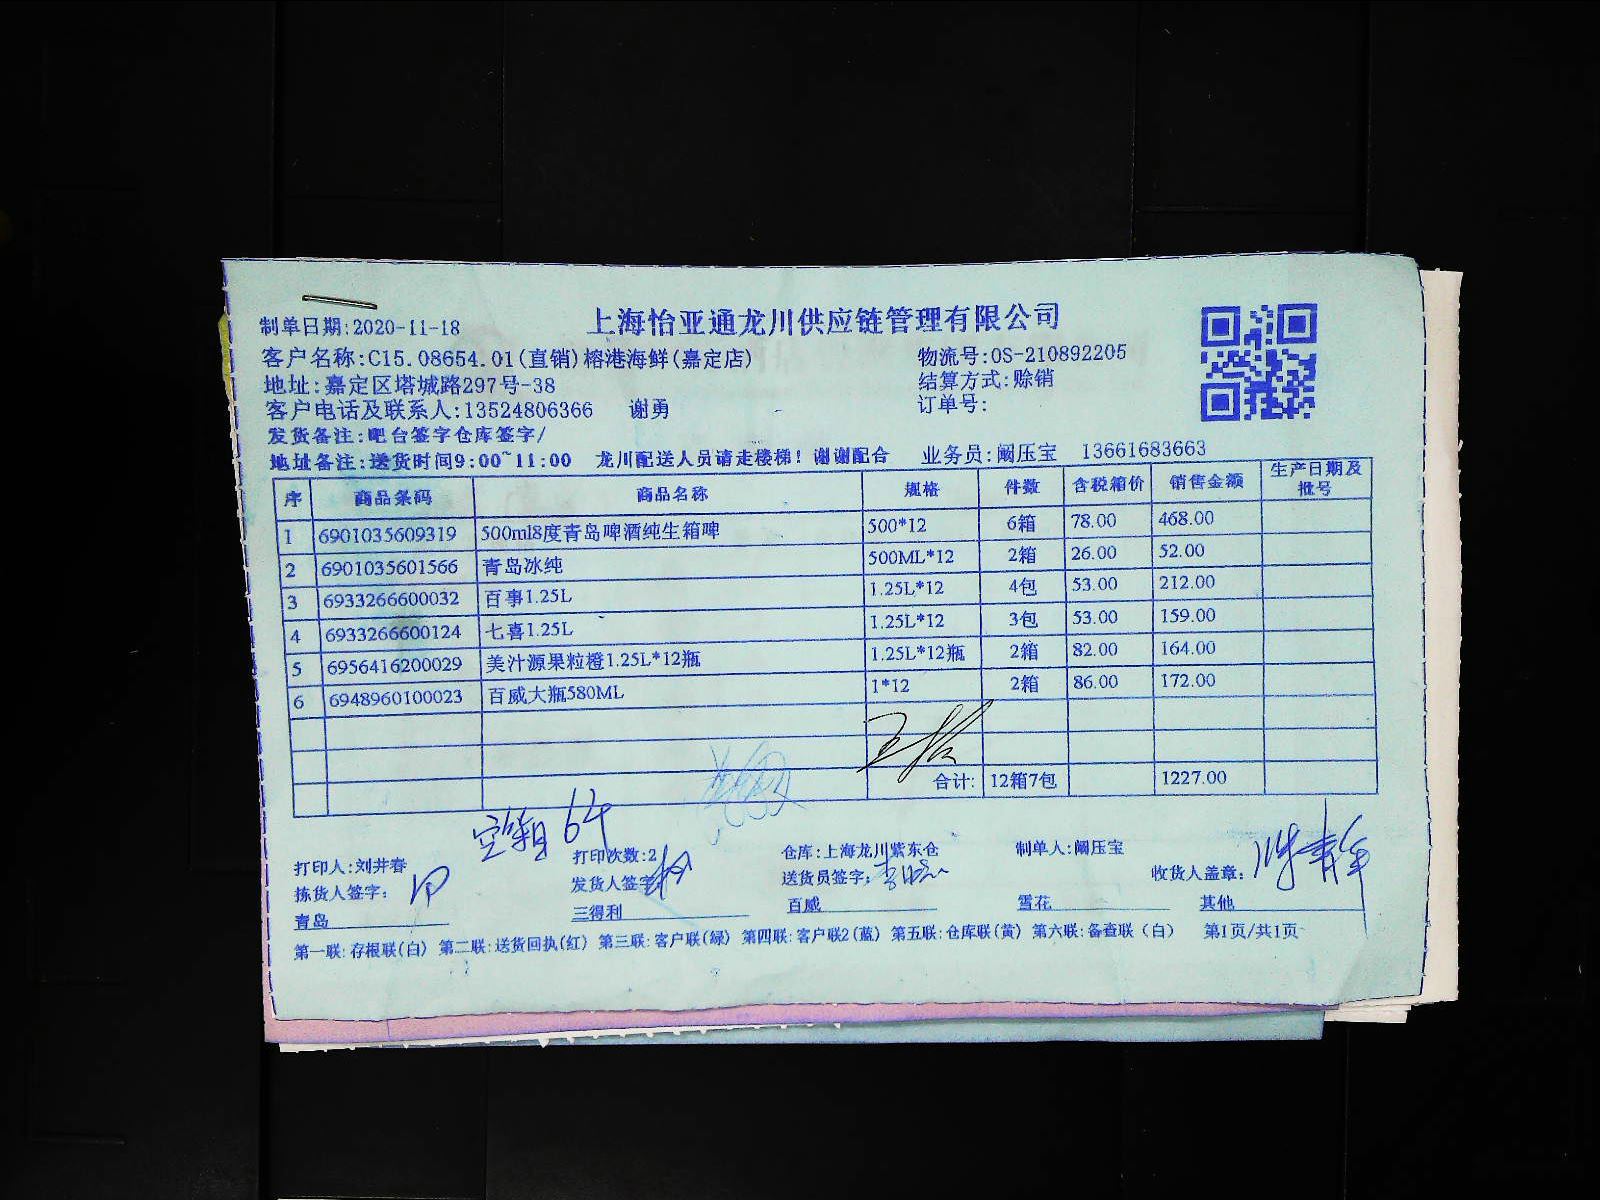 上海怡亚通龙川供应链管理有限公司
制单日期:2020-11-18
客户名称:C15.08654.01(直销)榕港海鲜(嘉定店) 物流号:OS-210892205
地址:嘉定区塔城路297号-38 结算方式:赊销
客户电话及联系人:13524806366 谢勇 订单号:
发货备注:吧台签字仓库签字/
地址备注:送货时间9:00~11:00 龙川配送人员请走楼梯！谢谢配合 业务员:阚压宝 13661683663
序 商品条码 商品名称 规格 件数 含税箱价 销售金额 生产日期及批号
1 6901035609319 500ml8度青岛啤酒纯生箱啤 500*12 6箱 78.00 468.00
2 6901035601566 青岛冰纯 500ML*12 2箱 26.00 52.00
3 6933266600032 百事1.25L 1.25L*12 4包 53.00 212.00
4 6933266600124 七喜1.25L 1.25L*12 3包 53.00 159.00
5 6956416200029 美汁源果粒橙1.25L*12瓶 1.25L*12瓶 2箱 82.00 164.00
6 6948960100023 百威大瓶580ML 1*12 2箱 86.00 172.00
合计: 12箱7包 1227.00
空箱 6个
打印人:刘井春 打印次数:2 仓库:上海龙川紫东仓 制单人:阚压宝
拣货人签字: 发货人签字 送货员签字: 收货人盖章:
青岛 三得利 百威 雪花 其他
第一联:存根联(白) 第二联:送货回执(红) 第三联:客户联(绿) 第四联:客户联2(蓝) 第五联:仓库联(黄) 第六联:备查联（白） 第1页/共1页